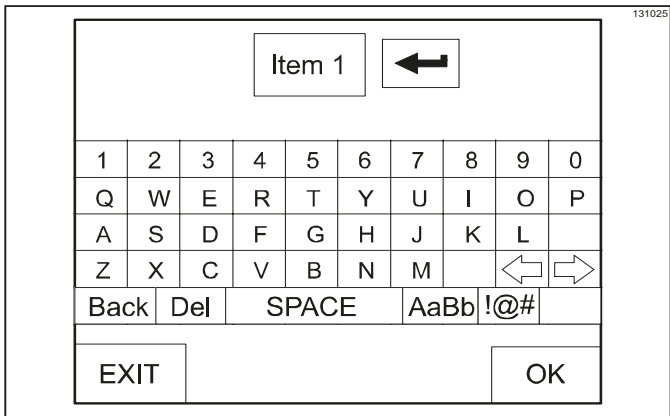 131025
Item 1
1 2 3 4 5 6 7 8 9 0
Q W E R T Y U I O P
A S D F G H J K L
Z X C V B N M
Back Del SPACE AaBb !@#
EXIT OK